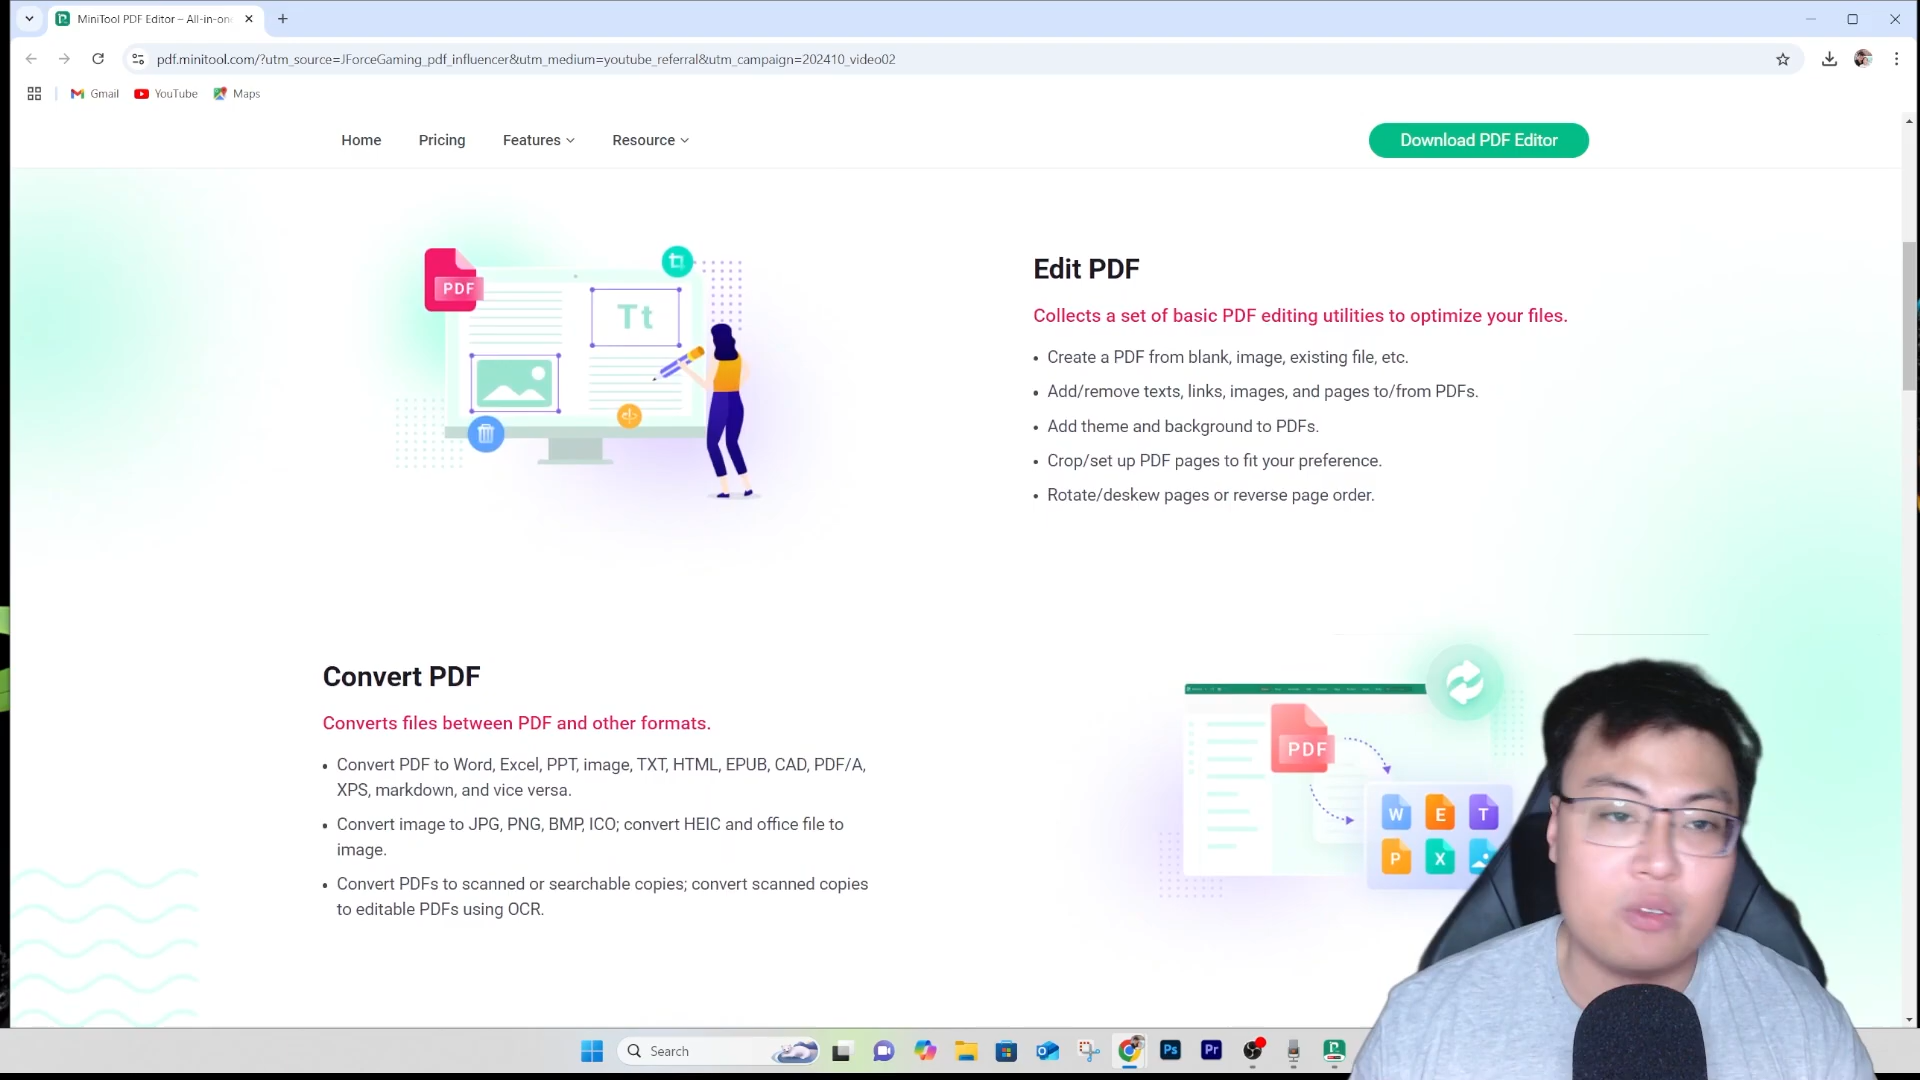 MiniTool PDF Editor – All-in-on
pdf.minitool.com/?utm_source=JForceGaming_pdf_influencer&utm_medium=youtube_referral&utm_campaign=202410_video02
Gmail
YouTube
Maps
Home
Pricing
Features
Resource
Download PDF Editor
PDF
Tt
Edit PDF
Collects a set of basic PDF editing utilities to optimize your files.
• Create a PDF from blank, image, existing file, etc.
• Add/remove texts, links, images, and pages to/from PDFs.
• Add theme and background to PDFs.
• Crop/set up PDF pages to fit your preference.
• Rotate/deskew pages or reverse page order.
Convert PDF
Converts files between PDF and other formats.
• Convert PDF to Word, Excel, PPT, image, TXT, HTML, EPUB, CAD, PDF/A,
XPS, markdown, and vice versa.
• Convert image to JPG, PNG, BMP, ICO; convert HEIC and office file to
image.
• Convert PDFs to scanned or searchable copies; convert scanned copies
to editable PDFs using OCR.
PDF
W E T
P X
Search
Ps
Pr